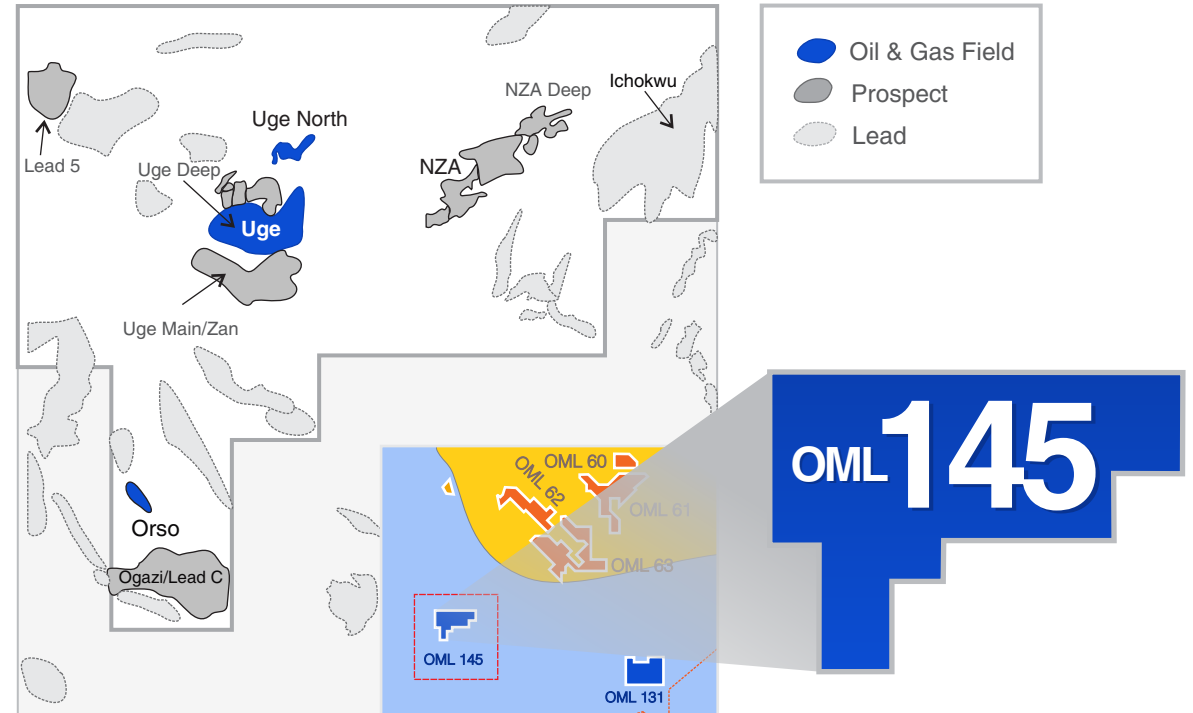 Oil & Gas Field
Prospect
Lead
NZA Deep
Ichokwu
Uge North
Lead 5
Uge Deep
NZA
Uge
Uge Main/Zan
OML 145
OML 60
OML 62
OML 61
Orso
OML 63
Ogazi/Lead C
OML 145
OML 131